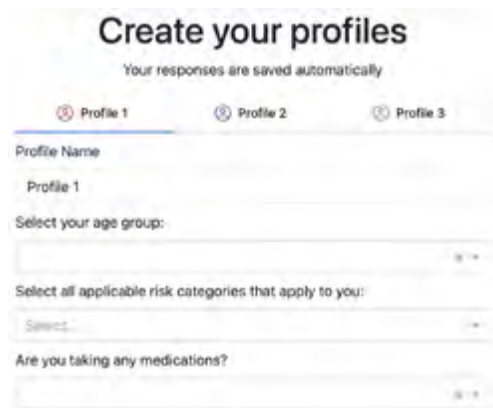 Create your profiles
Your responses are saved automatically
Profile 1 Profile 2 Profile 3
Profile Name
Profile 1
Select your age group:
Select all applicable risk categories that apply to you:
Select...
Are you taking any medications?